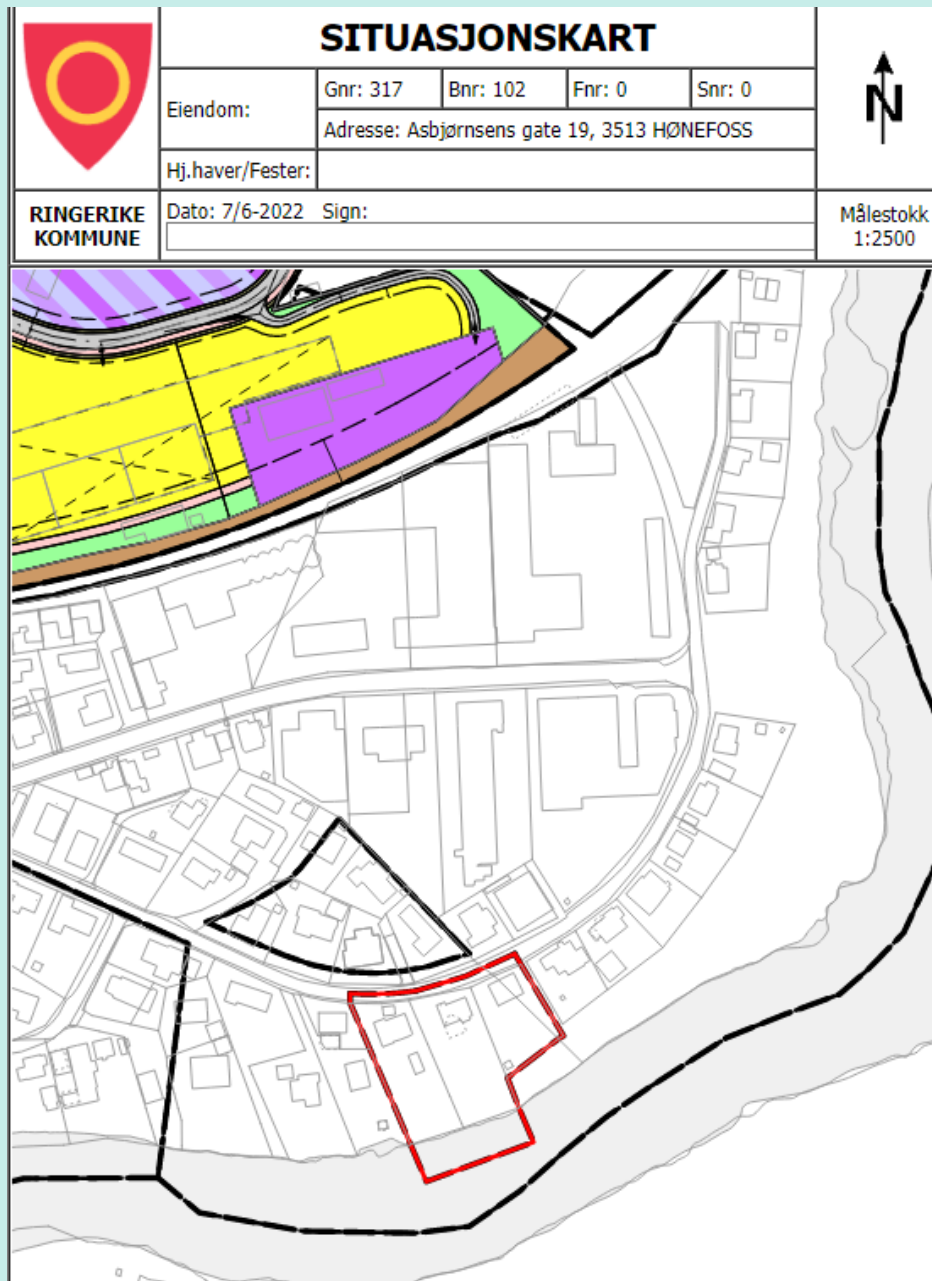 SITUASJONSKART
Eiendom:
Gnr: 317
Bnr: 102
Fnr: 0
Snr: 0
Adresse: Asbjørnsens gate 19, 3513 HØNEFOSS
Hj.haver/Fester:
N
RINGERIKE
KOMMUNE
Dato: 7/6-2022 Sign:
Målestokk
1:2500